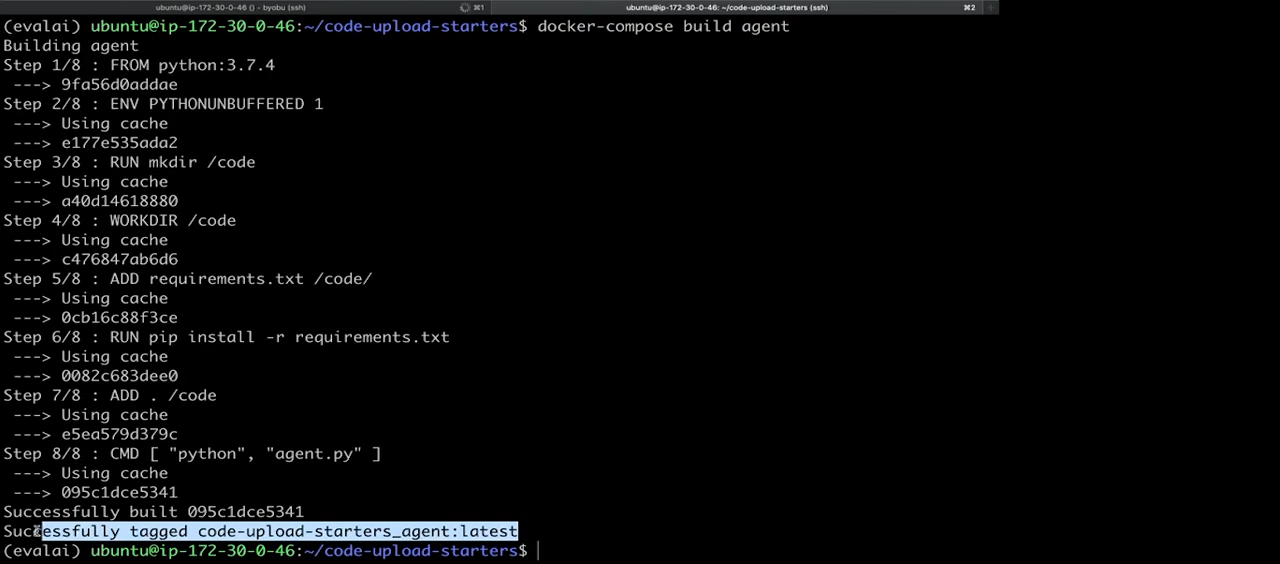 ubuntu@ip-172-30-0-46 () - byobu (ssh) ⌘1 ubuntu@ip-172-30-0-46: ~/code-upload-starters (ssh) ⌘2 +
(evalai) ubuntu@ip-172-30-0-46:~/code-upload-starters$ docker-compose build agent
Building agent
Step 1/8 : FROM python:3.7.4
 ---> 9fa56d0addae
Step 2/8 : ENV PYTHONUNBUFFERED 1
 ---> Using cache
 ---> e177e535ada2
Step 3/8 : RUN mkdir /code
 ---> Using cache
 ---> a40d14618880
Step 4/8 : WORKDIR /code
 ---> Using cache
 ---> c476847ab6d6
Step 5/8 : ADD requirements.txt /code/
 ---> Using cache
 ---> 0cb16c88f3ce
Step 6/8 : RUN pip install -r requirements.txt
 ---> Using cache
 ---> 0082c683dee0
Step 7/8 : ADD . /code
 ---> Using cache
 ---> e5ea579d379c
Step 8/8 : CMD [ "python", "agent.py" ]
 ---> Using cache
 ---> 095c1dce5341
Successfully built 095c1dce5341
Successfully tagged code-upload-starters_agent:latest
(evalai) ubuntu@ip-172-30-0-46:~/code-upload-starters$